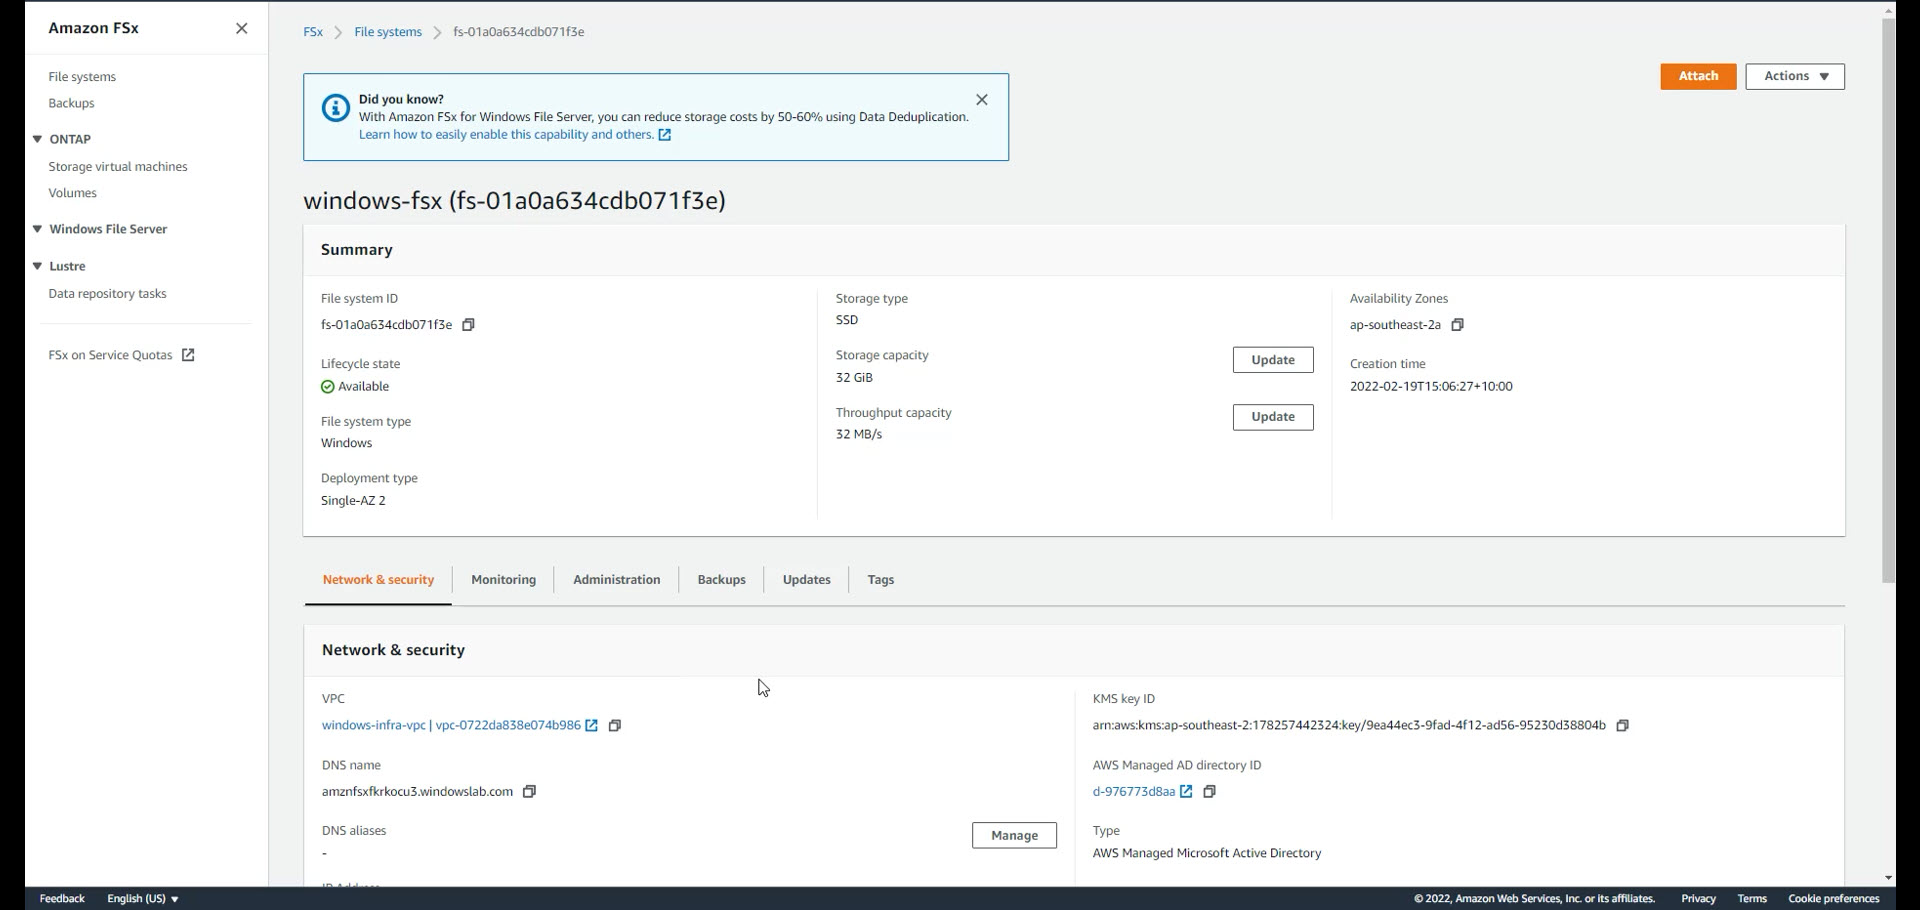 Amazon FSx
File systems
Backups
ONTAP
Storage virtual machines
Volumes
Windows File Server
Lustre
Data repository tasks
FSx on Service Quotas
FSx
File systems
fs-01a0a634cdb071f3e
Attach
Actions
Did you know?
With Amazon FSx for Windows File Server, you can reduce storage costs by 50-60% using Data Deduplication.
Learn how to easily enable this capability and others.
windows-fsx (fs-01a0a634cdb071f3e)
Summary
File system ID
fs-01a0a634cdb071f3e
Lifecycle state
Available
File system type
Windows
Deployment type
Single-AZ 2
Storage type
SSD
Storage capacity
32 GiB
Update
Throughput capacity
32 MB/s
Update
Availability Zones
ap-southeast-2a
Creation time
2022-02-19T15:06:27+10:00
Network & security
Monitoring
Administration
Backups
Updates
Tags
Network & security
VPC
windows-infra-vpc | vpc-0722da838e074b986
DNS name
amznfsxfkrkocu3.windowslab.com
DNS aliases
-
Manage
IP Address
KMS key ID
arn:aws:kms:ap-southeast-2:178257442324:key/9ea44ec3-9fad-4f12-ad56-95230d38804b
AWS Managed AD directory ID
d-976773d8aa
Type
AWS Managed Microsoft Active Directory
Feedback
English (US)
© 2022, Amazon Web Services, Inc. or its affiliates.
Privacy
Terms
Cookie preferences